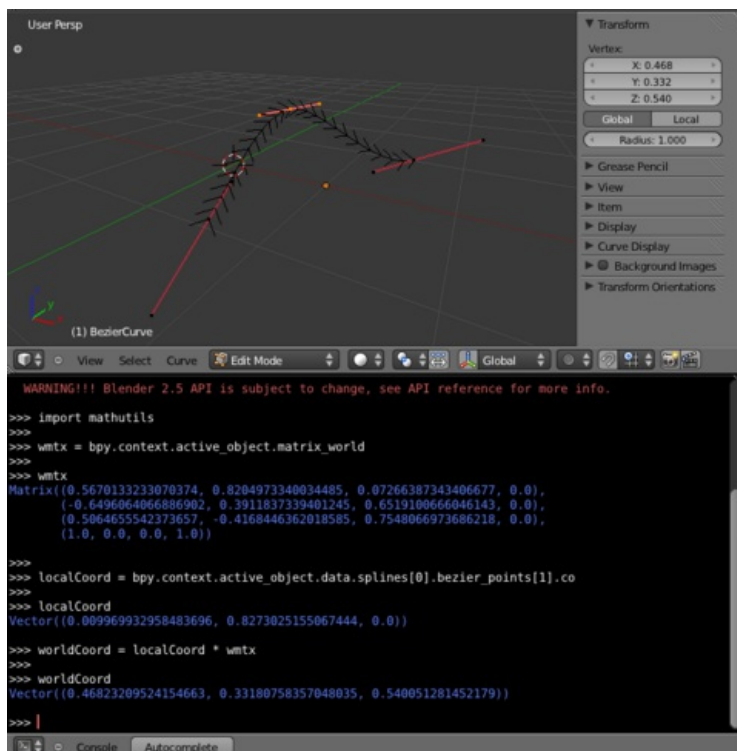 User Persp
Transform
Vertex:
X: 0.468
Y: 0.332
Z: 0.540
Global Local
Radius: 1.000
Grease Pencil
View
Item
Display
Curve Display
Background Images
Transform Orientations
(1) BezierCurve
View Select Curve Edit Mode Global
WARNING!!! Blender 2.5 API is subject to change, see API reference for more info.
>>> import mathutils
>>>
>>> wmtx = bpy.context.active_object.matrix_world
>>>
>>> wmtx
Matrix((0.5670133233070374, 0.8204973340034485, 0.07266387343406677, 0.0),
(-0.6496064066886902, 0.3911837339401245, 0.6519100666046143, 0.0),
(0.5064655542373657, -0.4168446362018585, 0.7548066973686218, 0.0),
(1.0, 0.0, 0.0, 1.0))
>>>
>>> localCoord = bpy.context.active_object.data.splines[0].bezier_points[1].co
>>>
>>> localCoord
Vector((0.009969932958483696, 0.8273025155067444, 0.0))
>>> worldCoord = localCoord * wmtx
>>>
>>> worldCoord
Vector((0.46823209524154663, 0.33180758357048035, 0.540051281452179))
>>>
Console Autocomplete